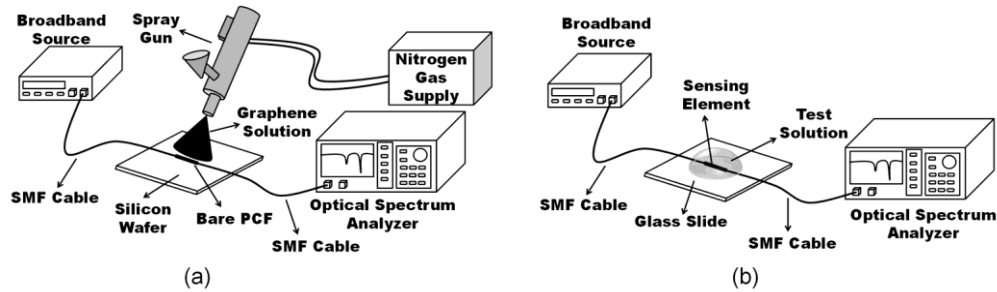 Broadband
Source
Spray
Gun
Nitrogen
Gas
Supply
Graphene
Solution
SMF Cable
Silicon
Wafer
Bare PCF
SMF Cable
Optical Spectrum
Analyzer
(a)
Broadband
Source
Sensing
Element
Test
Solution
SMF Cable
Glass Slide
SMF Cable
Optical Spectrum
Analyzer
(b)